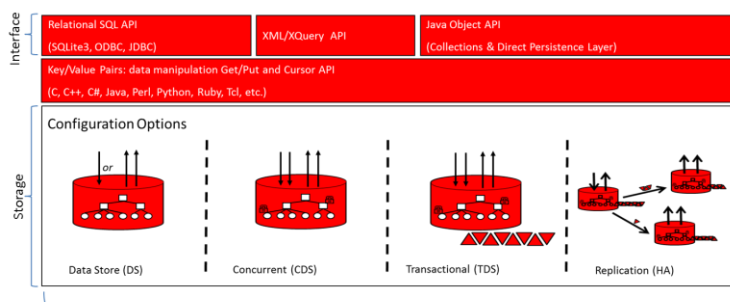 Interface
Relational SQL API
(SQLite3, ODBC, JDBC)
XML/XQuery API
Java Object API
(Collections & Direct Persistence Layer)
Key/Value Pairs: data manipulation Get/Put and Cursor API
(C, C++, C#, Java, Perl, Python, Ruby, Tcl, etc.)
Storage
Configuration Options
or
Data Store (DS)
Concurrent (CDS)
Transactional (TDS)
Replication (HA)